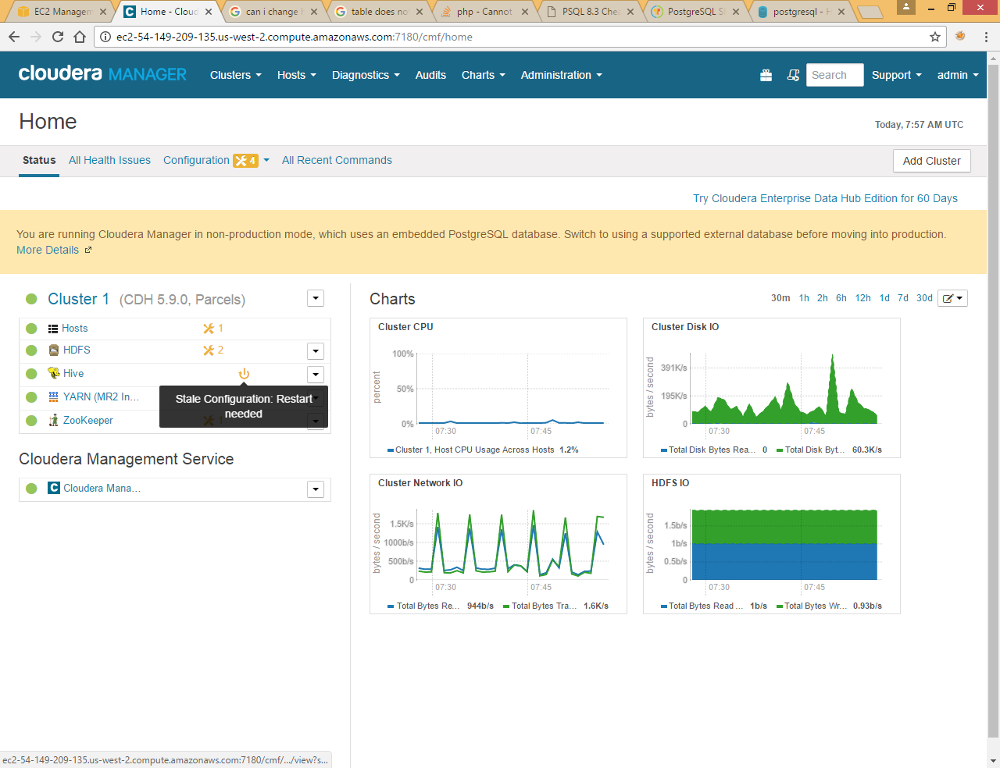 EC2 Managem
Home - Cloud
can i change
table does no
php - Cannot
PSQL 8.3 Che
PostgreSQL S
postgresql - H
ec2-54-149-209-135.us-west-2.compute.amazonaws.com:7180/cmf/home
cloudera MANAGER
Clusters
Hosts
Diagnostics
Audits
Charts
Administration
Search
Support
admin
Home
Today, 7:57 AM UTC
Status
All Health Issues
Configuration 4
All Recent Commands
Add Cluster
Try Cloudera Enterprise Data Hub Edition for 60 Days
You are running Cloudera Manager in non-production mode, which uses an embedded PostgreSQL database. Switch to using a supported external database before moving into production.
More Details
Cluster 1 (CDH 5.9.0, Parcels)
Hosts 1
HDFS 2
Hive
YARN (MR2 In...
Stale Configuration: Restart
needed
ZooKeeper 1
Cloudera Management Service
Cloudera Mana...
Charts
30m 1h 2h 6h 12h 1d 7d 30d
Cluster CPU
percent
100%
50%
0%
07:30
07:45
Cluster 1, Host CPU Usage Across Hosts 1.2%
Cluster Disk IO
bytes / second
391K/s
195K/s
0
07:30
07:45
Total Disk Bytes Rea... 0
Total Disk Byt... 60.3K/s
Cluster Network IO
bytes / second
1.5K/s
1000b/s
500b/s
0
07:30
07:45
Total Bytes Re... 944b/s
Total Bytes Tra... 1.6K/s
HDFS IO
bytes / second
1.5b/s
1b/s
0.5b/s
0
07:30
07:45
Total Bytes Read ... 1b/s
Total Bytes Wr... 0.93b/s
ec2-54-149-209-135.us-west-2.compute.amazonaws.com:7180/cmf/.../view?s...